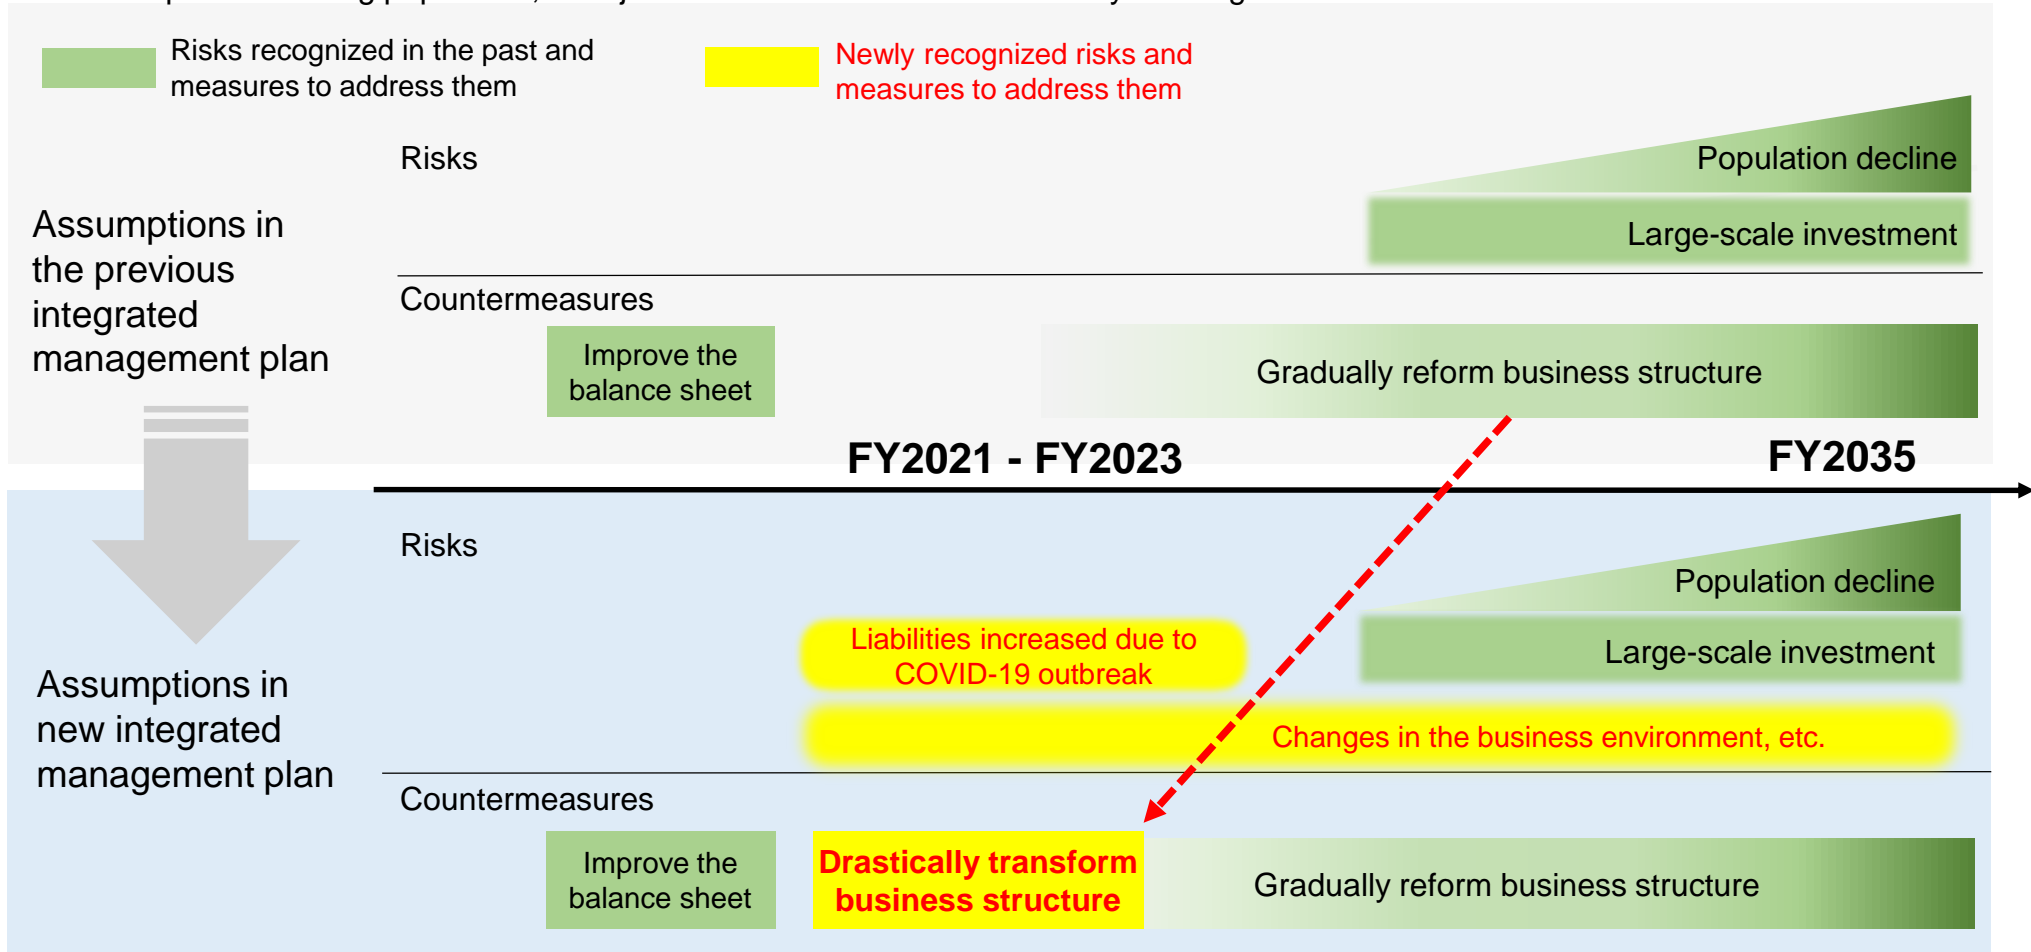 Risks recognized in the past and
measures to address them
Newly recognized risks and
measures to address them
Assumptions in
the previous
integrated
management plan
Risks
Population decline
Large-scale investment
Countermeasures
Improve the
balance sheet
Gradually reform business structure
FY2021 - FY2023
FY2035
Assumptions in
new integrated
management plan
Risks
Population decline
Large-scale investment
Liabilities increased due to
COVID-19 outbreak
Changes in the business environment, etc.
Countermeasures
Improve the
balance sheet
Drastically transform
business structure
Gradually reform business structure